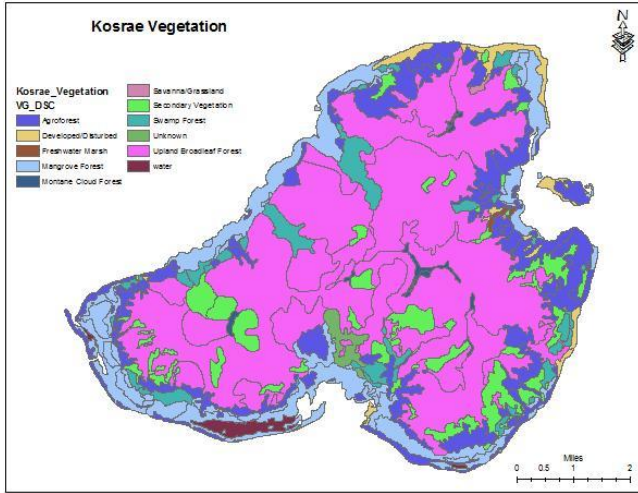 Kosrae Vegetation
N
Kosrae_Vegetation
VG_DSC
Agroforest
Developed/Disturbed
Freshwater Marsh
Mangrove Forest
Montane Cloud Forest
Savanna/Grassland
Secondary Vegetation
Swamp Forest
Unknown
Upland Broadleaf Forest
water
Miles
0 0.5 1 2